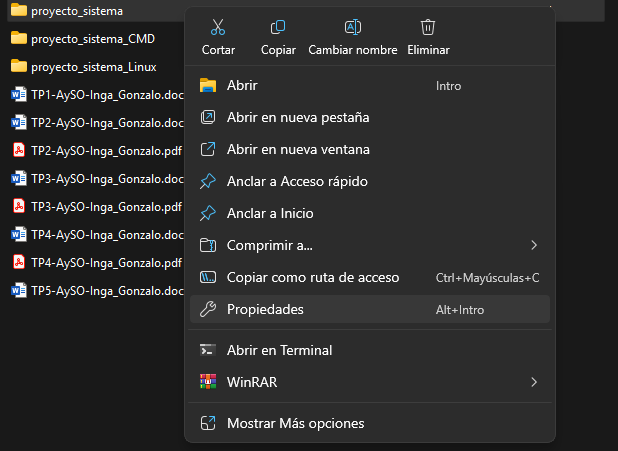 proyecto_sistema
proyecto_sistema_CMD
proyecto_sistema_Linux
TP1-AySO-Inga_Gonzalo.doc
TP2-AySO-Inga_Gonzalo.doc
TP2-AySO-Inga_Gonzalo.pdf
TP3-AySO-Inga_Gonzalo.doc
TP3-AySO-Inga_Gonzalo.pdf
TP4-AySO-Inga_Gonzalo.doc
TP4-AySO-Inga_Gonzalo.pdf
TP5-AySO-Inga_Gonzalo.doc
Cortar Copiar Cambiar nombre Eliminar
Abrir Intro
Abrir en nueva pestaña
Abrir en nueva ventana
Anclar a Acceso rápido
Anclar a Inicio
Comprimir a...
Copiar como ruta de acceso Ctrl+Mayúsculas+C
Propiedades Alt+Intro
Abrir en Terminal
WinRAR
Mostrar Más opciones